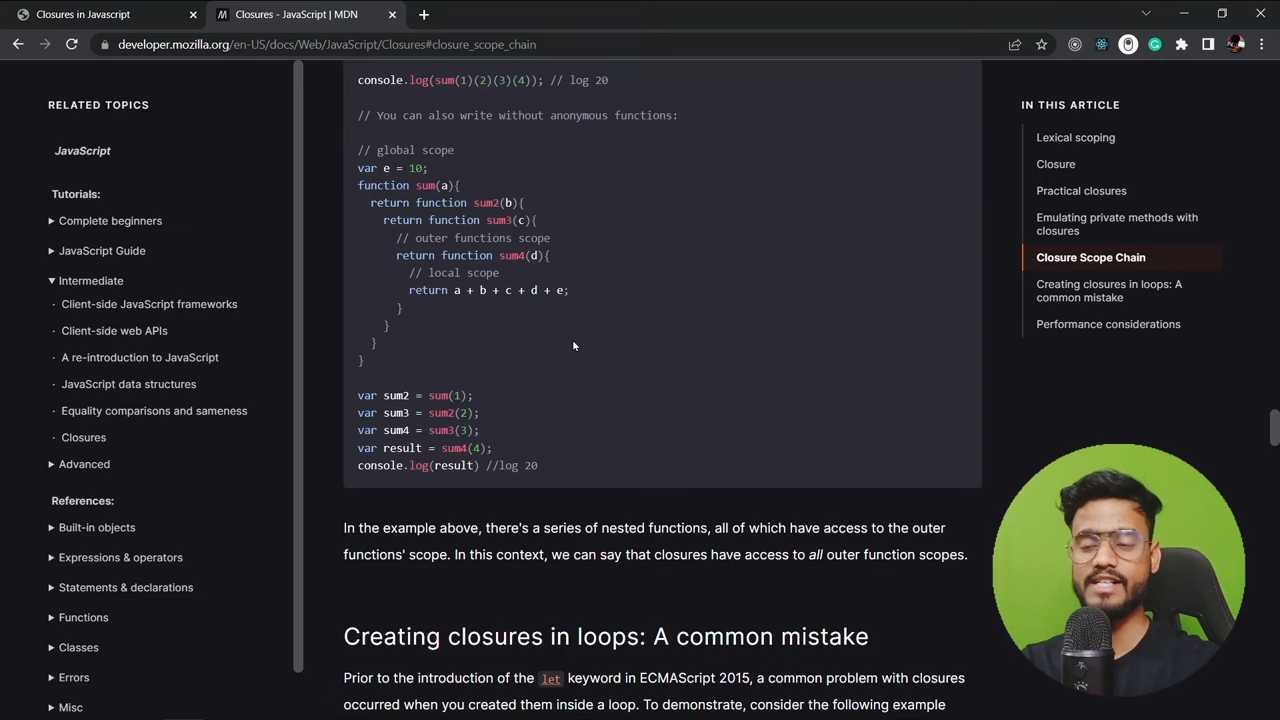 Closures in Javascript
Closures - JavaScript | MDN
developer.mozilla.org/en-US/docs/Web/JavaScript/Closures#closure_scope_chain
RELATED TOPICS
JavaScript
Tutorials:
Complete beginners
JavaScript Guide
Intermediate
Client-side JavaScript frameworks
Client-side web APIs
A re-introduction to JavaScript
JavaScript data structures
Equality comparisons and sameness
Closures
Advanced
References:
Built-in objects
Expressions & operators
Statements & declarations
Functions
Classes
Errors
Misc
console.log(sum(1)(2)(3)(4)); // log 20
// You can also write without anonymous functions:
// global scope
var e = 10;
function sum(a){
return function sum2(b){
return function sum3(c){
// outer functions scope
return function sum4(d){
// local scope
return a + b + c + d + e;
}
}
}
}
var sum2 = sum(1);
var sum3 = sum2(2);
var sum4 = sum3(3);
var result = sum4(4);
console.log(result) //log 20
In the example above, there's a series of nested functions, all of which have access to the outer
functions' scope. In this context, we can say that closures have access to all outer function scopes.
Creating closures in loops: A common mistake
Prior to the introduction of the let keyword in ECMAScript 2015, a common problem with closures
occurred when you created them inside a loop. To demonstrate, consider the following example
IN THIS ARTICLE
Lexical scoping
Closure
Practical closures
Emulating private methods with
closures
Closure Scope Chain
Creating closures in loops: A
common mistake
Performance considerations